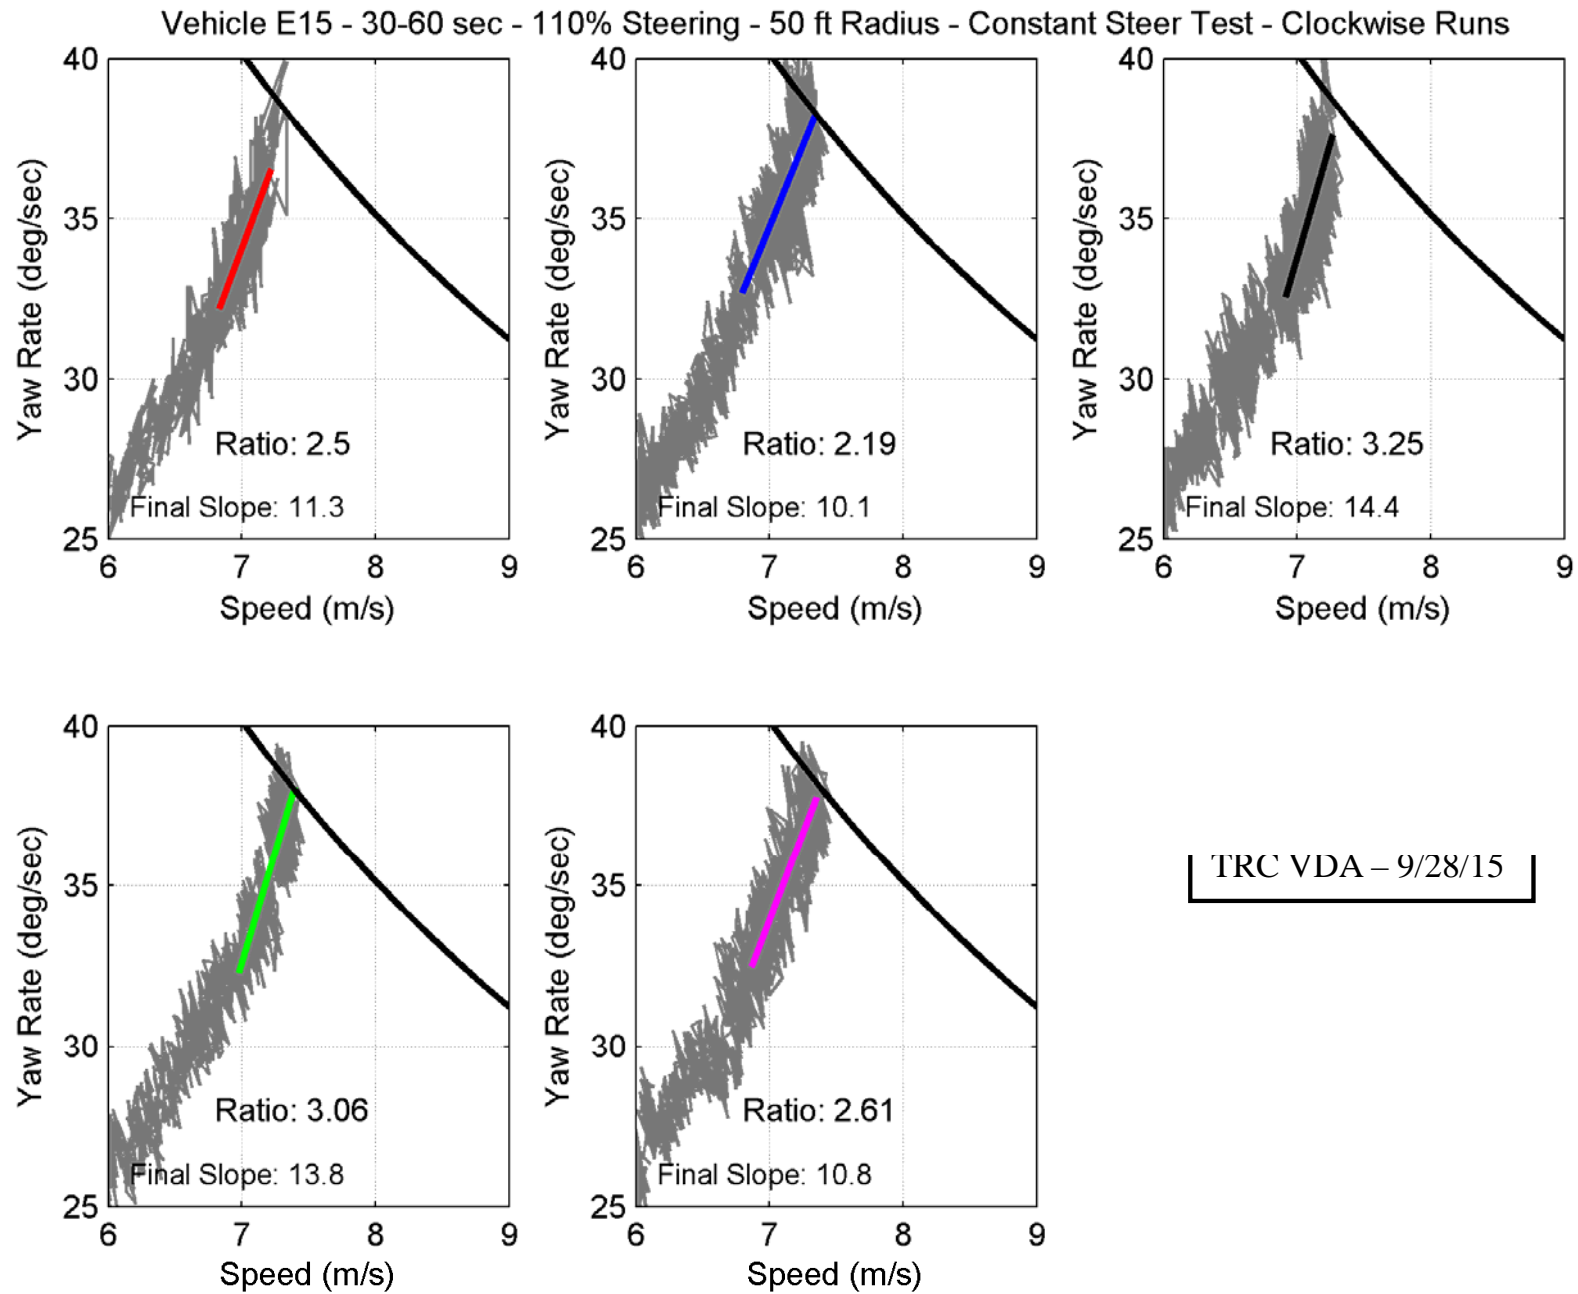 Vehicle E15 - 30-60 sec - 110% Steering - 50 ft Radius - Constant Steer Test - Clockwise Runs
40
35
30
25
Yaw Rate (deg/sec)
Ratio: 2.5
Final Slope: 11.3
6 7 8 9
Speed (m/s)
40
35
30
25
Yaw Rate (deg/sec)
Ratio: 2.19
Final Slope: 10.1
6 7 8 9
Speed (m/s)
40
35
30
25
Yaw Rate (deg/sec)
Ratio: 3.25
Final Slope: 14.4
6 7 8 9
Speed (m/s)
40
35
30
25
Yaw Rate (deg/sec)
Ratio: 3.06
Final Slope: 13.8
6 7 8 9
Speed (m/s)
40
35
30
25
Yaw Rate (deg/sec)
Ratio: 2.61
Final Slope: 10.8
6 7 8 9
Speed (m/s)
TRC VDA – 9/28/15